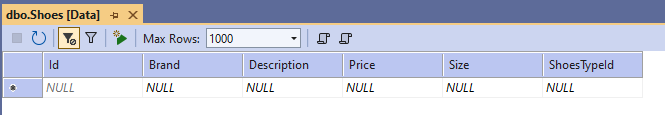 dbo.Shoes [Data]
Max Rows: 1000
Id Brand Description Price Size ShoesTypeId
NULL NULL NULL NULL NULL NULL